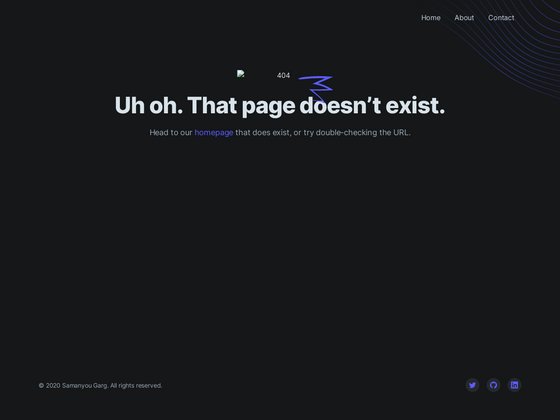 Home About Contact
404
Uh oh. That page doesn’t exist.
Head to our homepage that does exist, or try double-checking the URL.
© 2020 Samanyou Garg. All rights reserved.